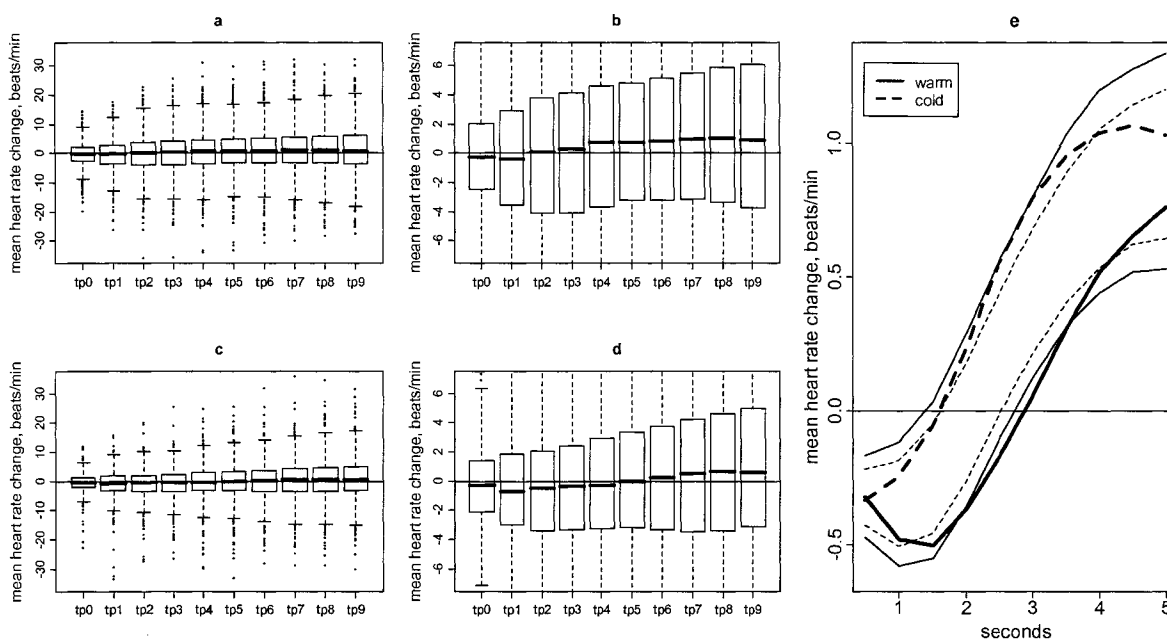 a
mean heart rate change, beats/min
30
20
10
0
10
-20
-30
tp0 tp1 tp2 tp3 tp4 tp5 tp6 tp7 tp8 tp9
b
mean heart rate change, beats/min
6
4
2
0
-2
-4
-6
tp0 tp1 tp2 tp3 tp4 tp5 tp6 tp7 tp8 tp9
c
mean heart rate change, beats/min
30
20
10
0
-10
-20
-30
tp0 tp1 tp2 tp3 tp4 tp5 tp6 tp7 tp8 tp9
d
mean heart rate change, beats/min
6
4
2
0
-2
-4
-6
tp0 tp1 tp2 tp3 tp4 tp5 tp6 tp7 tp8 tp9
e
warm
cold
mean heart rate change, beats/min
1.0
0.5
0.0
-0.5
1 2 3 4 5
seconds